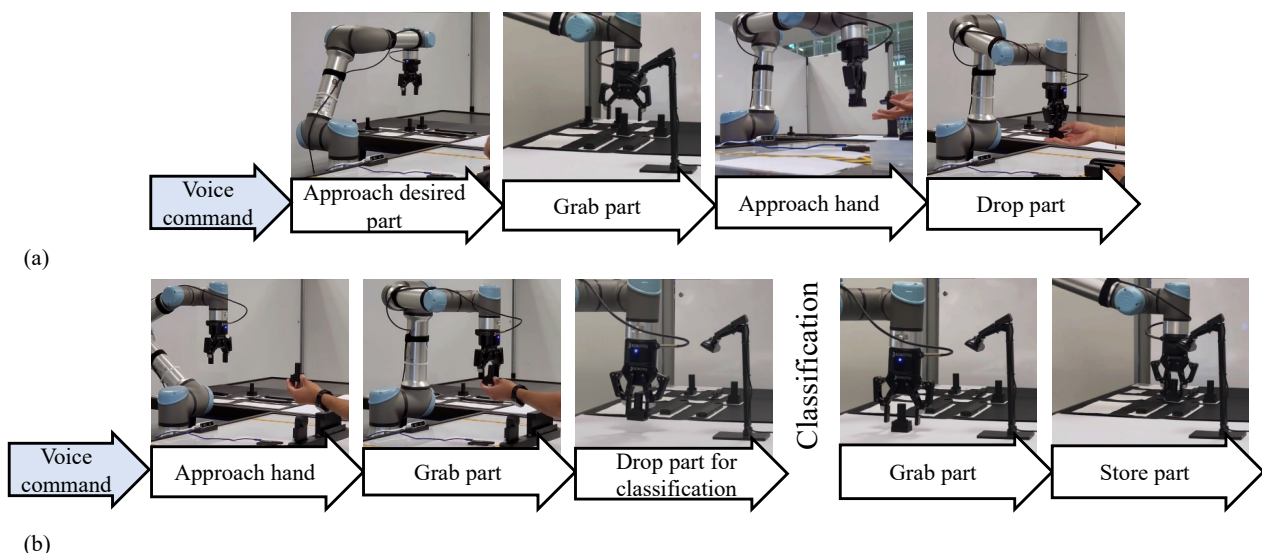 Voice
command
Approach desired
part
Grab part
Approach hand
Drop part
(a)
Voice
command
Approach hand
Grab part
Drop part for
classification
Classification
Grab part
Store part
(b)